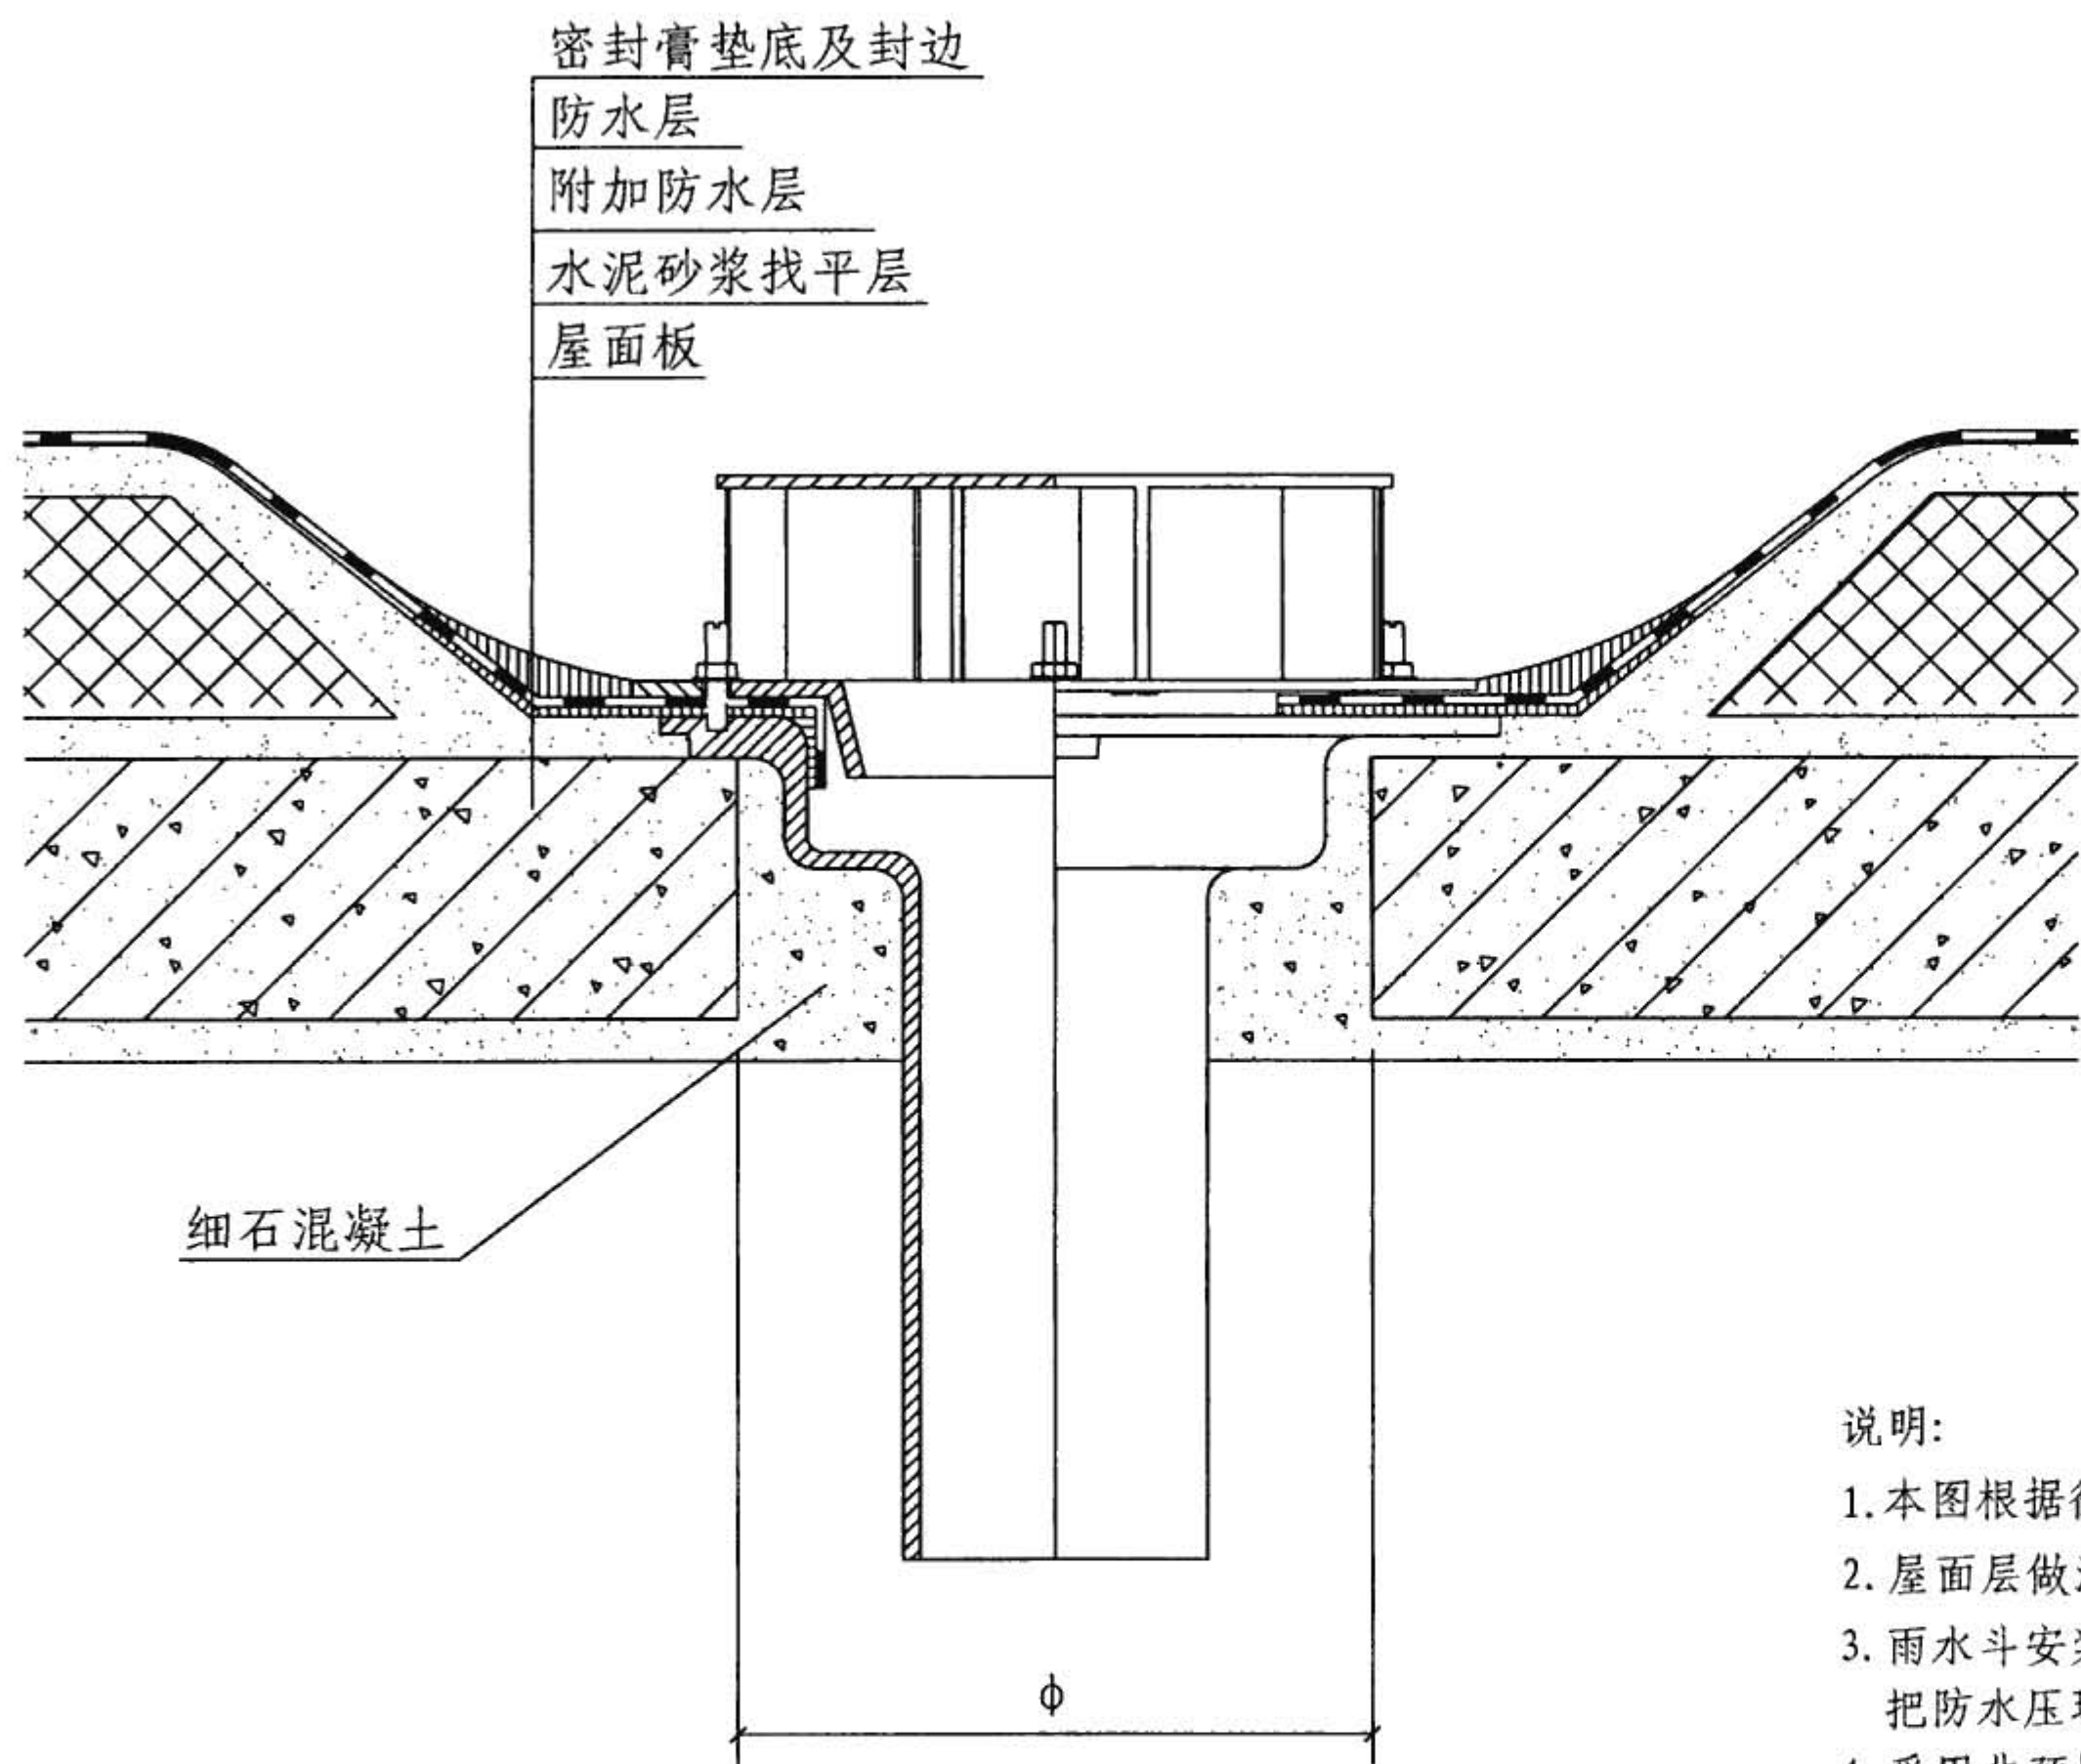 密封膏垫底及封边
防水层
附加防水层
水泥砂浆找平层
屋面板
细石混凝土
ф
说明:
1.本图根据
2.屋面层做
3.雨水斗安
把防水压